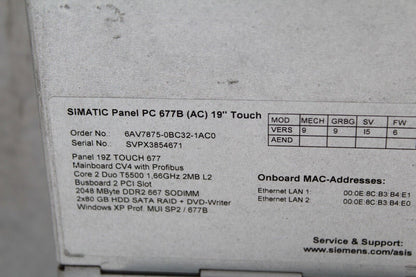 SIMATIC Panel PC 677B (AC) 19" Touch
Order No. 6AV7875-0BC32-1AC0
Serial No. SVPX3854671
MOD MECH GRBG SV FW
VERS 9 9 I5 6
AEND
Panel 19Z TOUCH 677
Mainboard CV4 with Profibus
Core 2 Duo T5500 1,66GHz 2MB L2
Busboard 2 PCI Slot
2048 MByte DDR2 667 SODIMM
2x80 GB HDD SATA RAID + DVD-Writer
Windows XP Prof. MUI SP2 / 677B
Onboard MAC-Addresses:
Ethernet LAN 1: 00:0E:8C:B3:B4:E1
Ethernet LAN 2: 00:0E:8C:B3:B4:E0
Service & Support:
www.siemens.com/asis